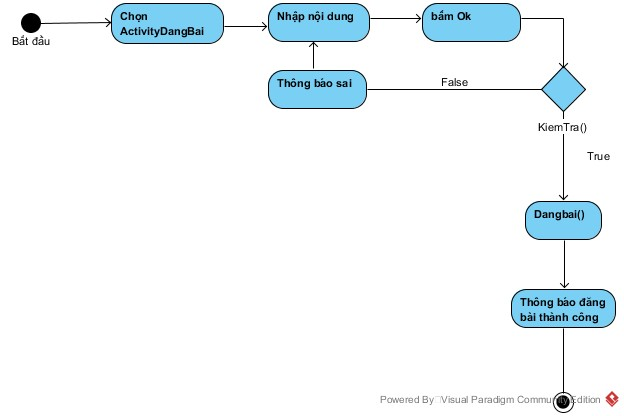 Chọn
ActivityDangBai
Nhập nội dung
bấm Ok
Bắt đầu
Thông báo sai
False
KiemTra()
True
Dangbai()
Thông báo đăng
bài thành công
Powered By Visual Paradigm Community Edition